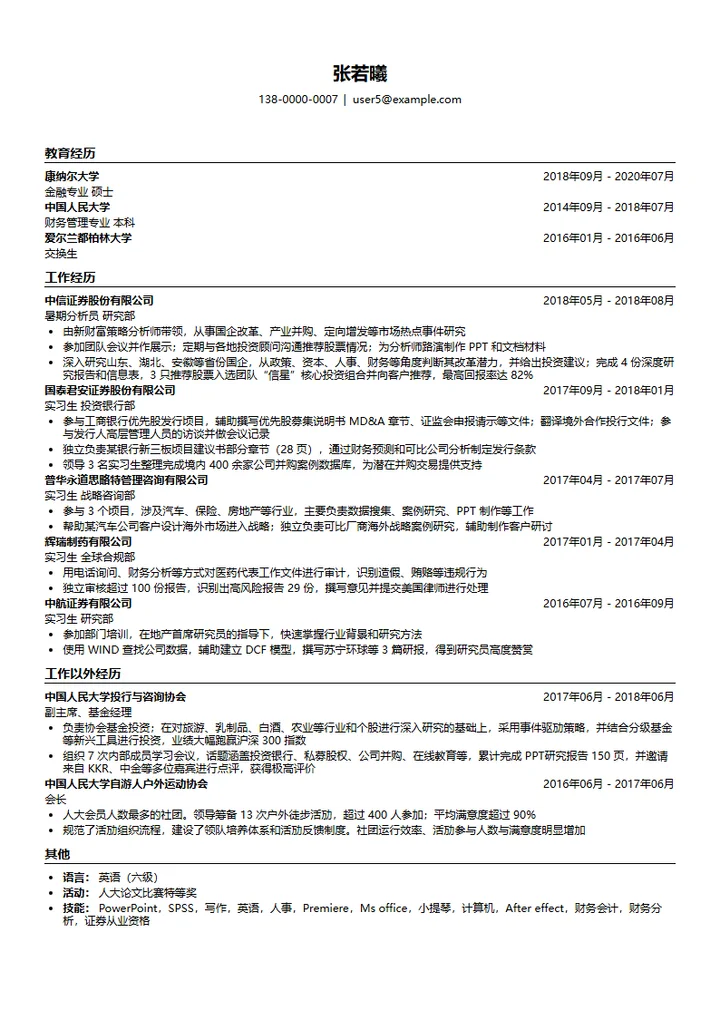 张若曦
138-0000-0007 | user5@example.com
教育经历
康纳尔大学 2018年09月 - 2020年07月
金融专业 硕士
中国人民大学 2014年09月 - 2018年07月
财务管理专业 本科
爱尔兰都柏林大学 2016年01月 - 2016年06月
交换生
工作经历
中信证券股份有限公司 2018年05月 - 2018年08月
暑期分析员 研究部
• 由新财富策略分析师带领，从事国企改革、产业并购、定向增发等市场热点事件研究
• 参加团队会议并作展示；定期与各地投资顾问沟通推荐股票情况；为分析师路演制作 PPT 和文档材料
• 深入研究山东、湖北、安徽等省份国企，从政策、资本、人事、财务等角度判断其改革潜力，并给出投资建议；完成 4 份深度研
究报告和信息表，3 只推荐股票入选团队“信星”核心投资组合并向客户推荐，最高回报率达 82%
国泰君安证券股份有限公司 2017年09月 - 2018年01月
实习生 投资银行部
• 参与工商银行优先股发行项目，辅助撰写优先股募集说明书 MD&A 章节、证监会申报请示等文件；翻译境外合作投行文件；参
与发行人高层管理人员的访谈并做会议记录
• 独立负责某银行新三板项目建议书部分章节（28 页），通过财务预测和可比公司分析制定发行条款
• 领导 3 名实习生整理完成境内 400 余家公司并购案例数据库，为潜在并购交易提供支持
普华永道思略特管理咨询有限公司 2017年04月 - 2017年07月
实习生 战略咨询部
• 参与 3 个项目，涉及汽车、保险、房地产等行业，主要负责数据搜集、案例研究、PPT 制作等工作
• 帮助某汽车公司客户设计海外市场进入战略；独立负责可比厂商海外战略案例研究，辅助制作客户研讨
辉瑞制药有限公司 2017年01月 - 2017年04月
实习生 全球合规部
• 用电话询问、财务分析等方式对医药代表工作文件进行审计，识别造假、贿赂等违规行为
• 独立审核超过 100 份报告，识别出高风险报告 29 份，撰写意见并提交美国律师进行处理
中航证券有限公司 2016年07月 - 2016年09月
实习生 研究部
• 参加部门培训，在地产首席研究员的指导下，快速掌握行业背景和研究方法
• 使用 WIND 查找公司数据，辅助建立 DCF 模型，撰写苏宁环球等 3 篇研报，得到研究员高度赞赏
工作以外经历
中国人民大学投行与咨询协会 2017年06月 - 2018年06月
副主席、基金经理
• 负责协会基金投资；在对旅游、乳制品、白酒、农业等行业和个股进行深入研究的基础上，采用事件驱动策略，并结合分级基金
等新兴工具进行投资，业绩大幅跑赢沪深 300 指数
• 组织 7 次内部成员学习会议，话题涵盖投资银行、私募股权、公司并购、在线教育等，累计完成 PPT研究报告 150 页，并邀请
来自 KKR、中金等多位嘉宾进行点评，获得极高评价
中国人民大学自游人户外运动协会 2016年06月 - 2017年06月
会长
• 人大会员人数最多的社团。领导筹备 13 次户外徒步活动，超过 400 人参加；平均满意度超过 90%
• 规范了活动组织流程，建设了领队培养体系和活动反馈制度。社团运行效率、活动参与人数与满意度明显增加
其他
• 语言： 英语（六级）
• 活动： 人大论文比赛特等奖
• 技能： PowerPoint，SPSS，写作，英语，人事，Premiere，Ms office，小提琴，计算机，After effect，财务会计，财务分
析，证券从业资格